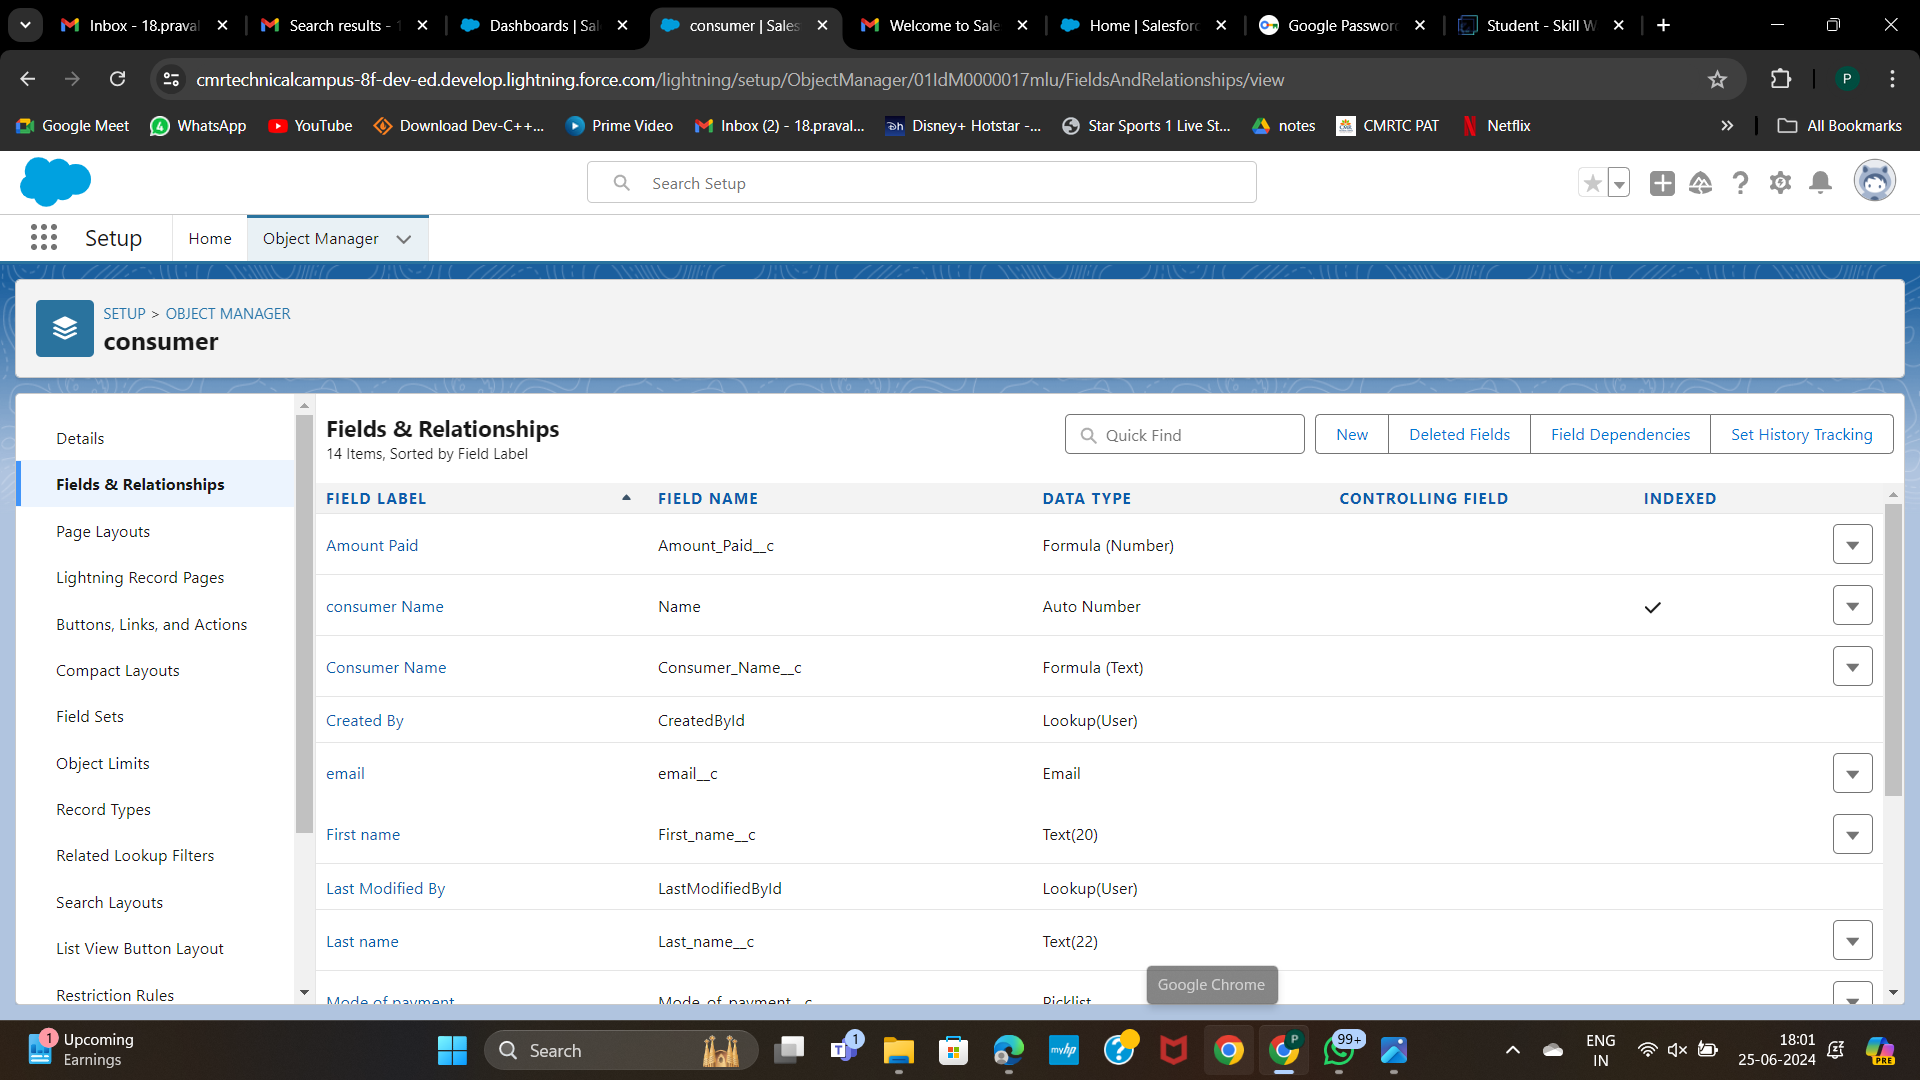 Inbox - 18.praval
Search results - 1
Dashboards | Sal
consumer | Sales
Welcome to Sale
Home | Salesforc
Google Password
Student - Skill W
cmrtechnicalcampus-8f-dev-ed.develop.lightning.force.com/lightning/setup/ObjectManager/01IdM0000017mlu/FieldsAndRelationships/view
P
Google Meet
WhatsApp
YouTube
Download Dev-C++...
Prime Video
Inbox (2) - 18.praval...
Disney+ Hotstar -...
Star Sports 1 Live St...
notes
CMRTC PAT
Netflix
All Bookmarks
Search Setup
Setup
Home
Object Manager
SETUP > OBJECT MANAGER
consumer
Details
Fields & Relationships
Page Layouts
Lightning Record Pages
Buttons, Links, and Actions
Compact Layouts
Field Sets
Object Limits
Record Types
Related Lookup Filters
Search Layouts
List View Button Layout
Restriction Rules
Fields & Relationships
14 Items, Sorted by Field Label
Quick Find
New
Deleted Fields
Field Dependencies
Set History Tracking
FIELD LABEL FIELD NAME DATA TYPE CONTROLLING FIELD INDEXED
Amount Paid Amount_Paid__c Formula (Number)
consumer Name Name Auto Number
Consumer Name Consumer_Name__c Formula (Text)
Created By CreatedById Lookup(User)
email email__c Email
First name First_name__c Text(20)
Last Modified By LastModifiedById Lookup(User)
Last name Last_name__c Text(22)
Mode of payment Mode_of_payment__c Picklist
Google Chrome
1
Upcoming
Earnings
Search
1
myhp
P
99+
ENG
IN
18:01
25-06-2024
PRE